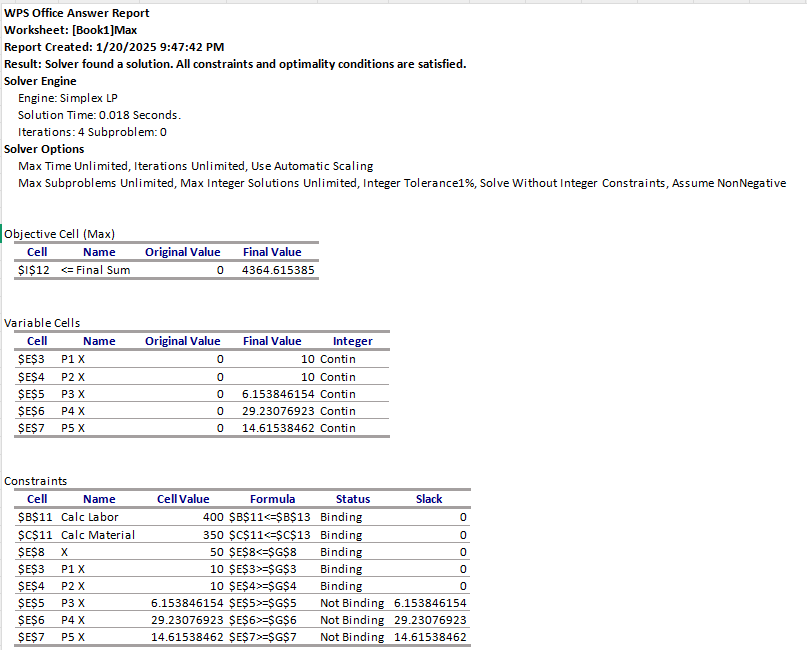 WPS Office Answer Report
Worksheet: [Book1]Max
Report Created: 1/20/2025 9:47:42 PM
Result: Solver found a solution. All constraints and optimality conditions are satisfied.
Solver Engine
Engine: Simplex LP
Solution Time: 0.018 Seconds.
Iterations: 4 Subproblem: 0
Solver Options
Max Time Unlimited, Iterations Unlimited, Use Automatic Scaling
Max Subproblems Unlimited, Max Integer Solutions Unlimited, Integer Tolerance1%, Solve Without Integer Constraints, Assume NonNegative
Objective Cell (Max)
Cell Name Original Value Final Value
$I$12 <= Final Sum 0 4364.615385
Variable Cells
Cell Name Original Value Final Value Integer
$E$3 P1 X 0 10 Contin
$E$4 P2 X 0 10 Contin
$E$5 P3 X 0 6.153846154 Contin
$E$6 P4 X 0 29.23076923 Contin
$E$7 P5 X 0 14.61538462 Contin
Constraints
Cell Name Cell Value Formula Status Slack
$B$11 Calc Labor 400 $B$11<=$B$13 Binding 0
$C$11 Calc Material 350 $C$11<=$C$13 Binding 0
$E$8 X 50 $E$8<=$G$8 Binding 0
$E$3 P1 X 10 $E$3>=$G$3 Binding 0
$E$4 P2 X 10 $E$4>=$G$4 Binding 0
$E$5 P3 X 6.153846154 $E$5>=$G$5 Not Binding 6.153846154
$E$6 P4 X 29.23076923 $E$6>=$G$6 Not Binding 29.23076923
$E$7 P5 X 14.61538462 $E$7>=$G$7 Not Binding 14.61538462